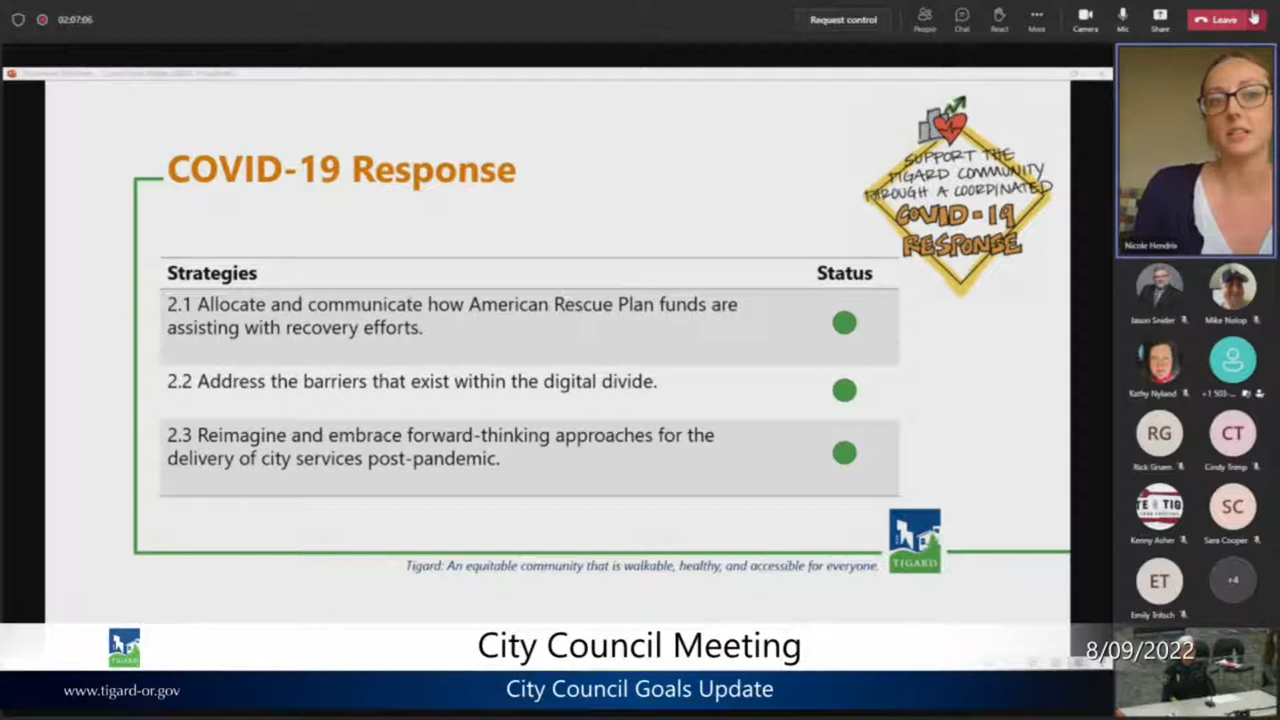 02:07:06
Request control
People
Chat
React
More
Camera
Mic
Share
Leave
COVID-19 Response
SUPPORT THE
TIGARD COMMUNITY
THROUGH A COORDINATED
COVID-19
RESPONSE
Strategies
Status
2.1 Allocate and communicate how American Rescue Plan funds are
assisting with recovery efforts.
2.2 Address the barriers that exist within the digital divide.
2.3 Reimagine and embrace forward-thinking approaches for the
delivery of city services post-pandemic.
TIGARD
Tigard: An equitable community that is walkable, healthy, and accessible for everyone.
Nicole Hendrix
Jason Snider
Kathy Nyland
+1 503-...
RG
Rick Gruen
CT
Cindy
TE TIG
Kenny Asher
SC
Sara Cooper
ET
Emily Tritsch
+4
TIGARD
City Council Meeting
8/09/2022
www.tigard-or.gov
City Council Goals Update